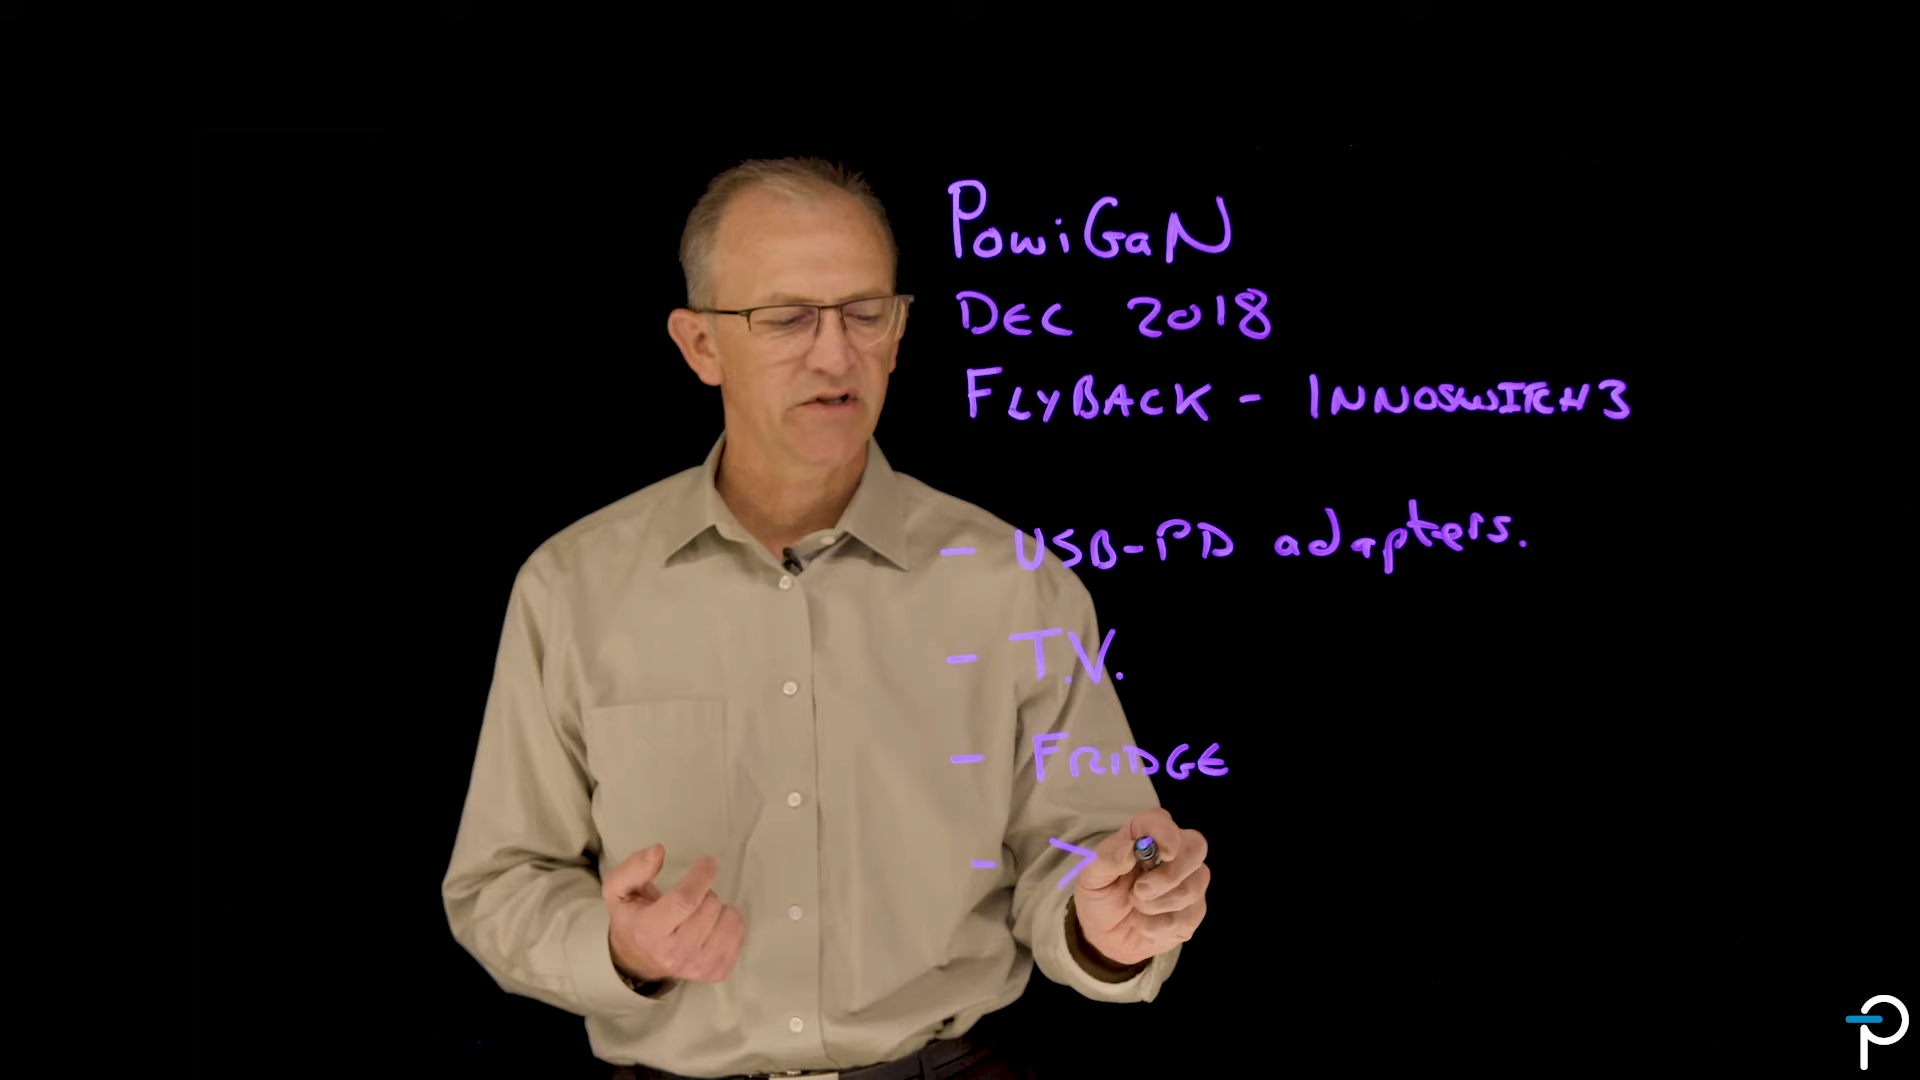 PowiGaN
DEC 2018
FLYBACK - INNOSWITCH3
- USB-PD adapters.
- T.V.
- FRIDGE
- >